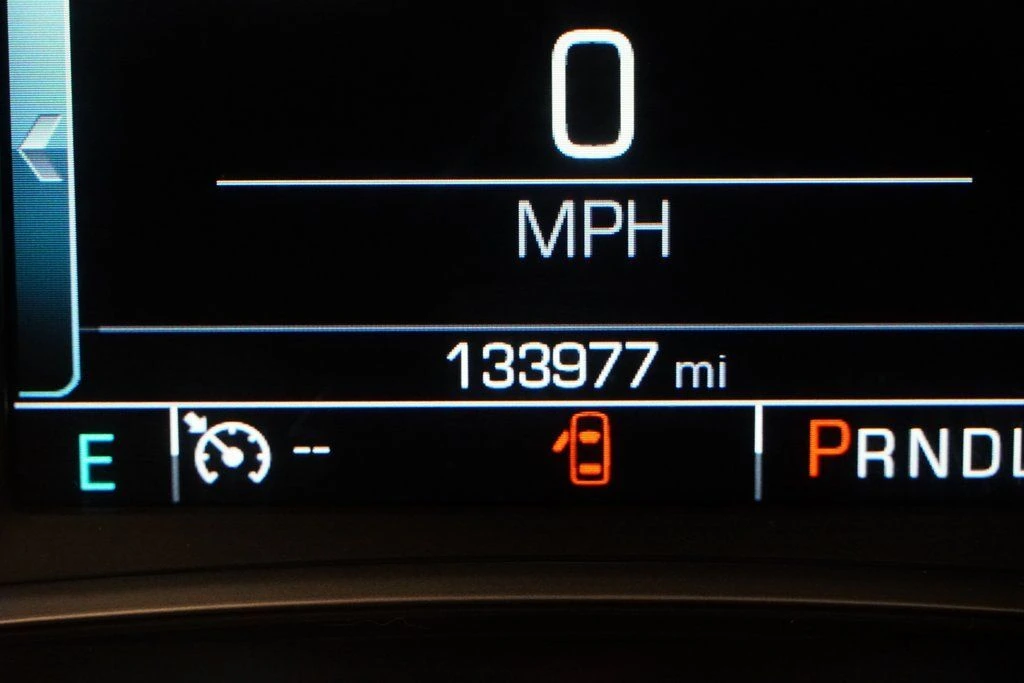 0
MPH
133977 mi
E -- PRNDL